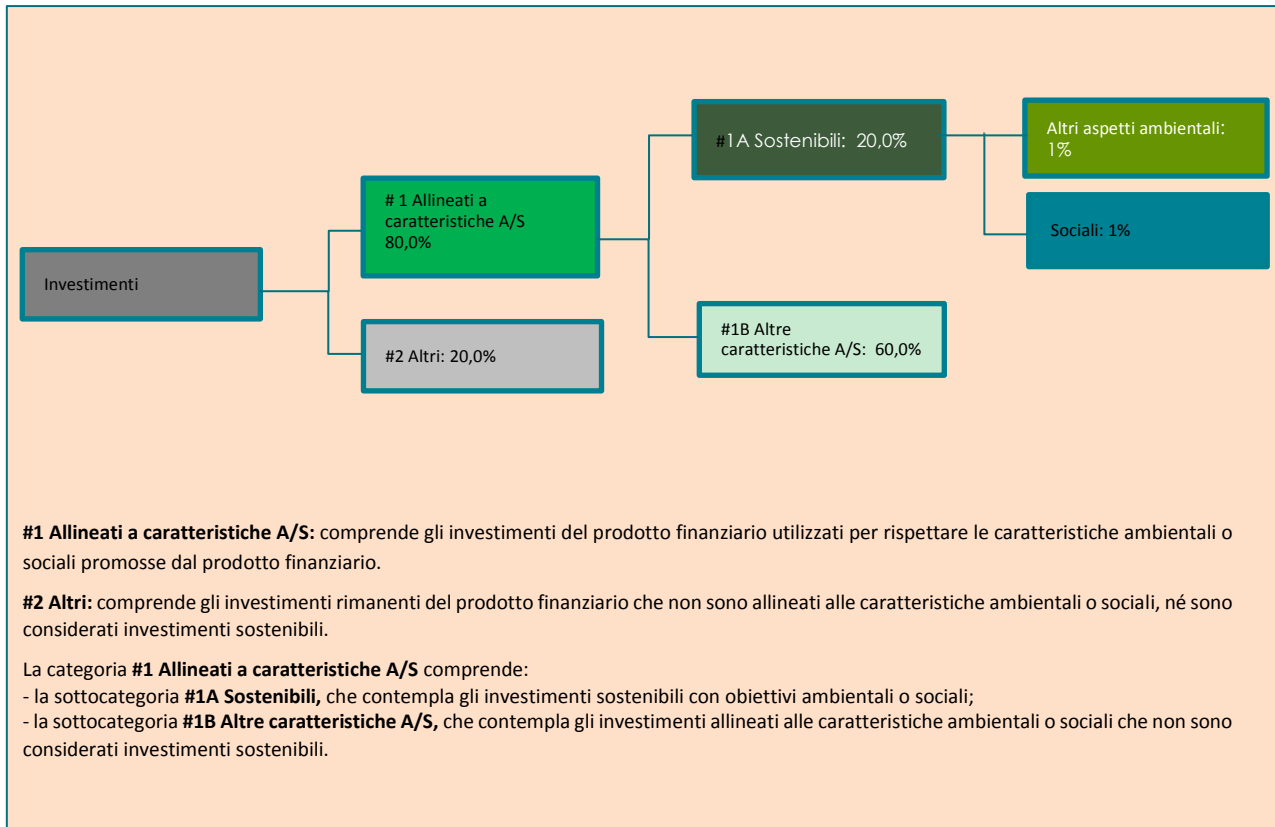 Investimenti
# 1 Allineati a
caratteristiche A/S
80,0%
#2 Altri: 20,0%
#1A Sostenibili: 20,0%
#1B Altre
caratteristiche A/S: 60,0%
Altri aspetti ambientali:
1%
Sociali: 1%
#1 Allineati a caratteristiche A/S: comprende gli investimenti del prodotto finanziario utilizzati per rispettare le caratteristiche ambientali o
sociali promosse dal prodotto finanziario.
#2 Altri: comprende gli investimenti rimanenti del prodotto finanziario che non sono allineati alle caratteristiche ambientali o sociali, né sono
considerati investimenti sostenibili.
La categoria #1 Allineati a caratteristiche A/S comprende:
- la sottocategoria #1A Sostenibili, che contempla gli investimenti sostenibili con obiettivi ambientali o sociali;
- la sottocategoria #1B Altre caratteristiche A/S, che contempla gli investimenti allineati alle caratteristiche ambientali o sociali che non sono
considerati investimenti sostenibili.